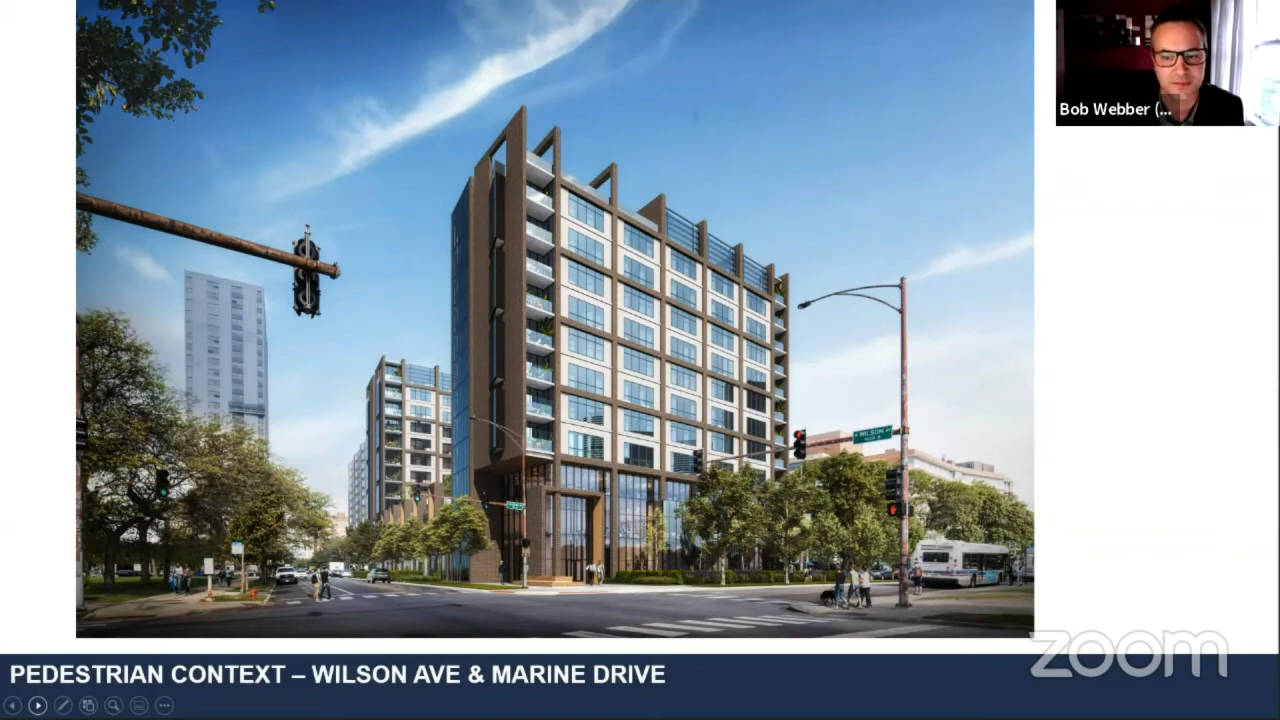 Bob Webber (...
WILSON
PEDESTRIAN CONTEXT – WILSON AVE & MARINE DRIVE
zoom